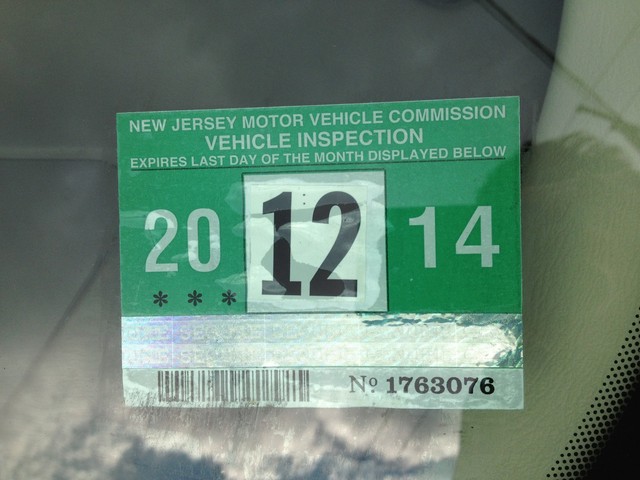 NEW JERSEY MOTOR VEHICLE COMMISSION
VEHICLE INSPECTION
EXPIRES LAST DAY OF THE MONTH DISPLAYED BELOW
20 12 14
* * *
Nº 1763076